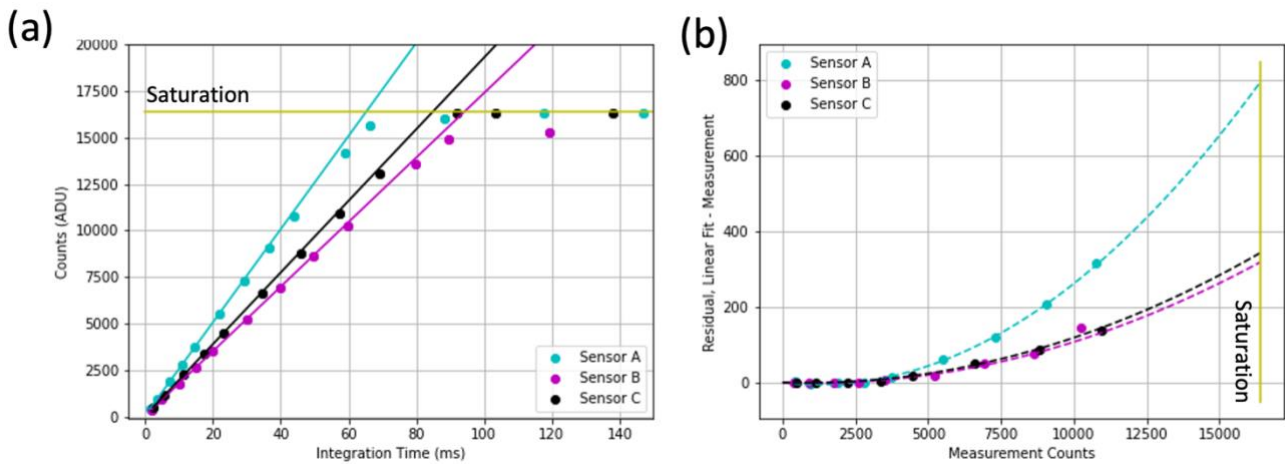 (a)
20000
17500
15000
12500
10000
7500
5000
2500
0
Counts (ADU)
Saturation
Sensor A
Sensor B
Sensor C
0 20 40 60 80 100 120 140
Integration Time (ms)
(b)
800
600
400
200
0
Residual, Linear Fit - Measurement
Sensor A
Sensor B
Sensor C
Saturation
0 2500 5000 7500 10000 12500 15000
Measurement Counts